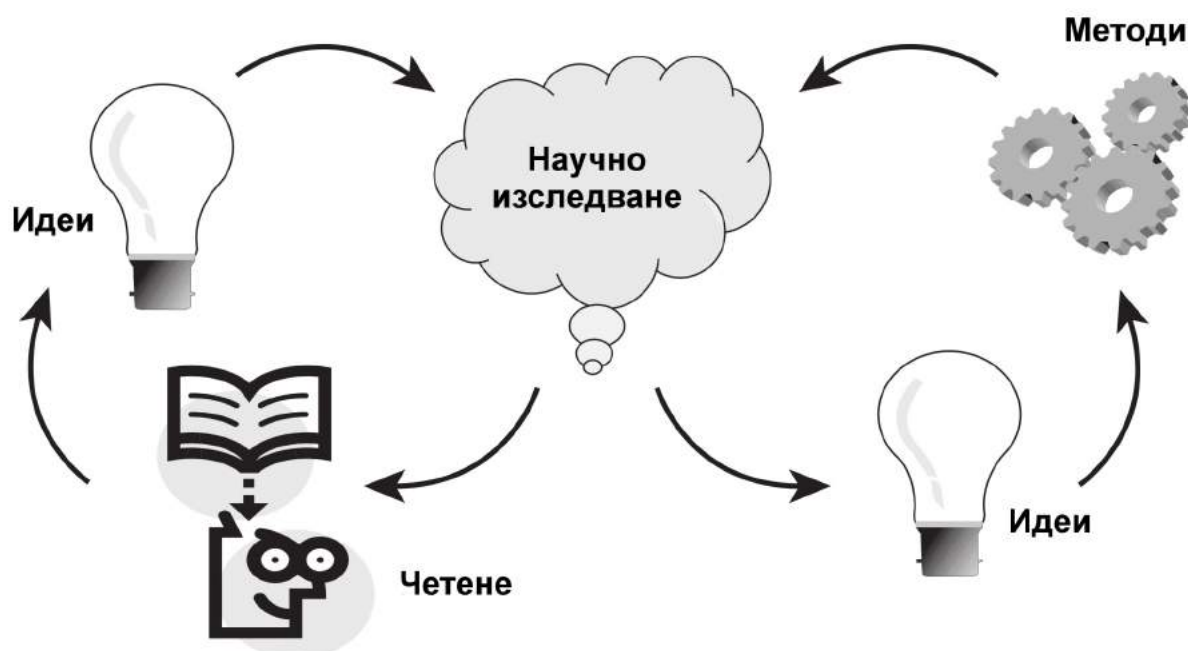 Методи
Научно
изследване
Идеи
Идеи
Четене